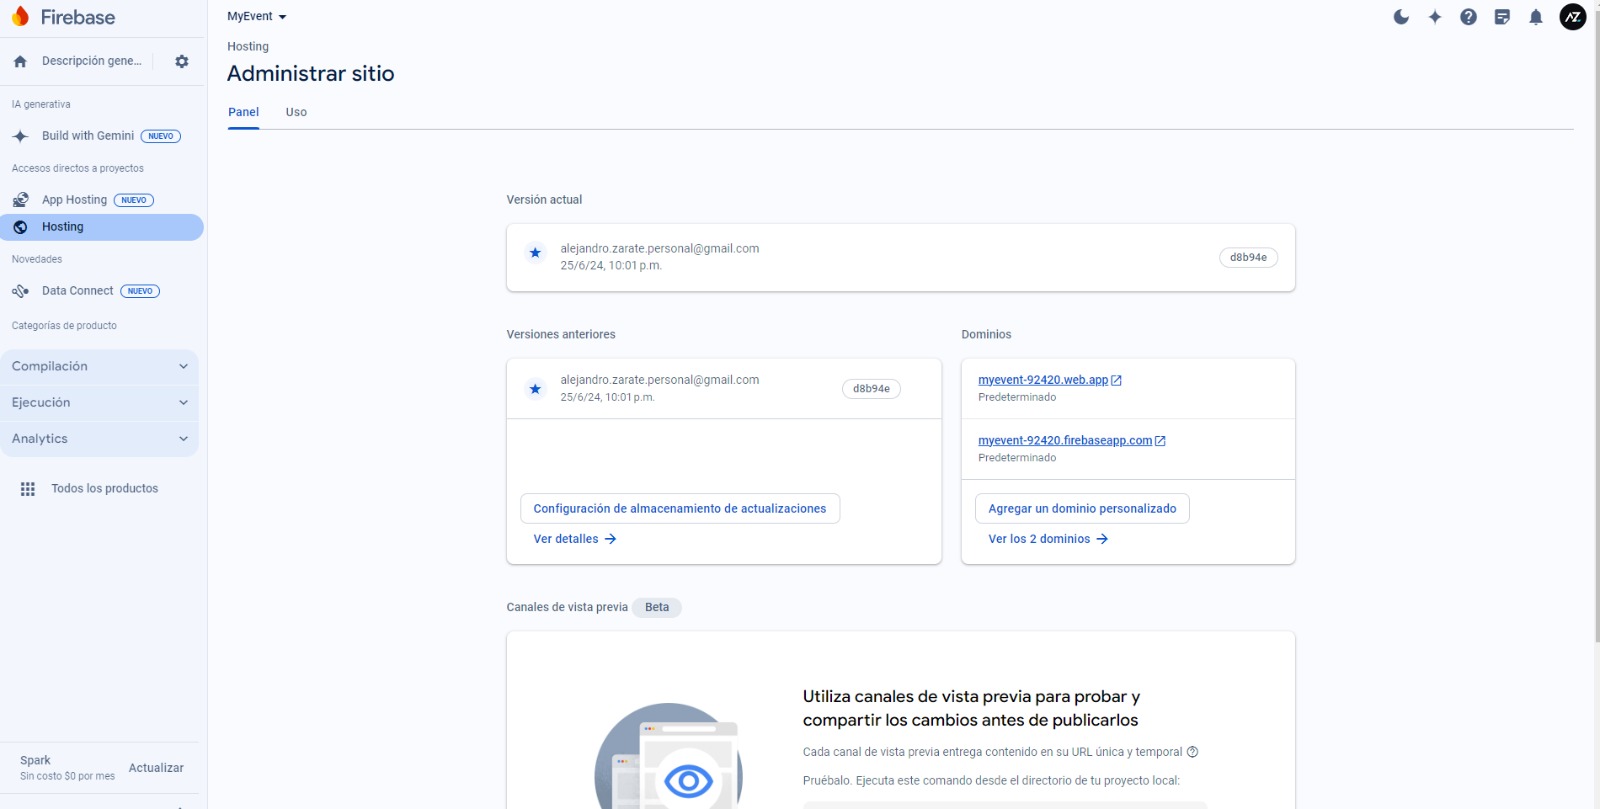 Firebase
Descripción gene...
IA generativa
Build with Gemini NUEVO
Accesos directos a proyectos
App Hosting NUEVO
Hosting
Novedades
Data Connect NUEVO
Categorías de producto
Compilación
Ejecución
Analytics
Todos los productos
Spark
Sin costo $0 por mes
Actualizar
MyEvent
AZ
Hosting
Administrar sitio
Panel Uso
Versión actual
alejandro.zarate.personal@gmail.com
25/6/24, 10:01 p.m.
d8b94e
Versiones anteriores
alejandro.zarate.personal@gmail.com
25/6/24, 10:01 p.m.
d8b94e
Configuración de almacenamiento de actualizaciones
Ver detalles
Dominios
myevent-92420.web.app
Predeterminado
myevent-92420.firebaseapp.com
Predeterminado
Agregar un dominio personalizado
Ver los 2 dominios
Canales de vista previa Beta
Utiliza canales de vista previa para probar y
compartir los cambios antes de publicarlos
Cada canal de vista previa entrega contenido en su URL única y temporal
Pruébalo. Ejecuta este comando desde el directorio de tu proyecto local: